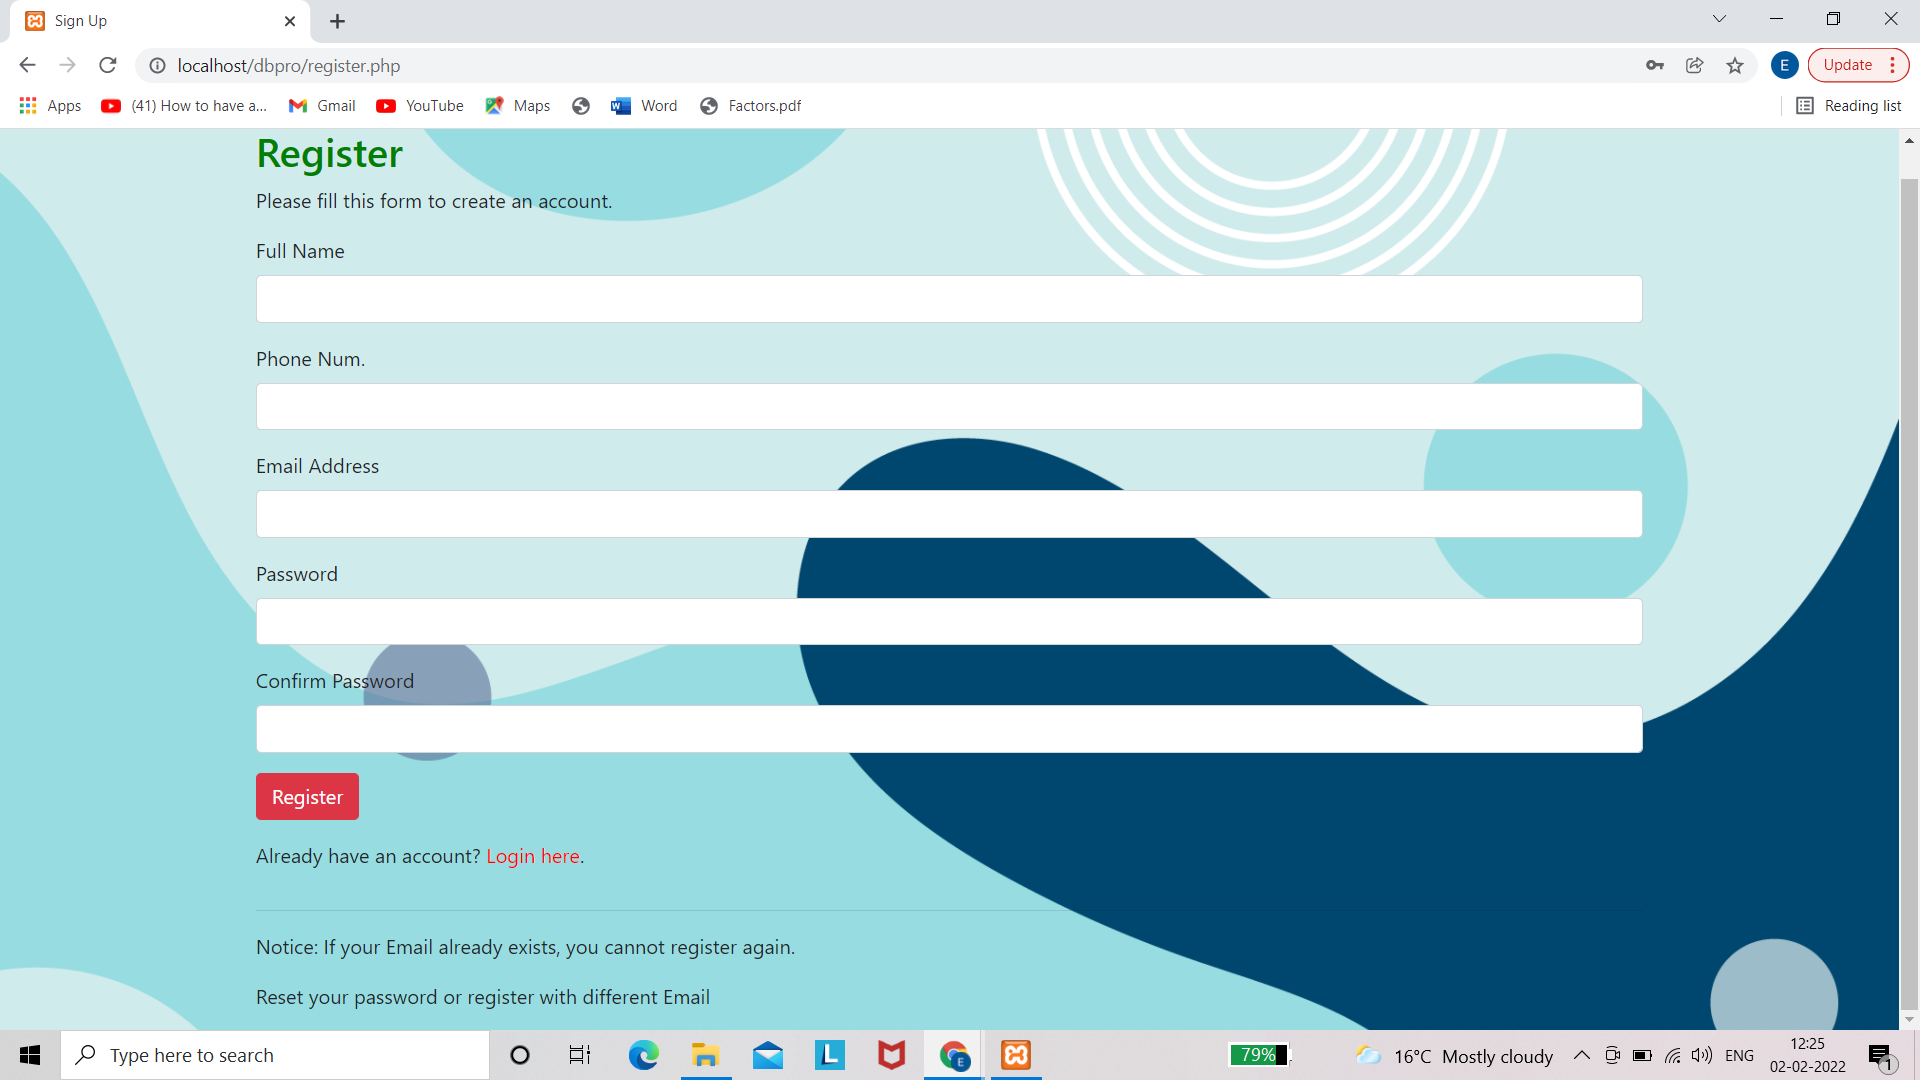 Sign Up
localhost/dbpro/register.php
E
Update
Apps
(41) How to have a...
Gmail
YouTube
Maps
Word
Factors.pdf
Reading list
Register
Please fill this form to create an account.
Full Name
Phone Num.
Email Address
Password
Confirm Password
Register
Already have an account? Login here.
Notice: If your Email already exists, you cannot register again.
Reset your password or register with different Email
Type here to search
L
E
79%
16°C Mostly cloudy
ENG
12:25
02-02-2022
1